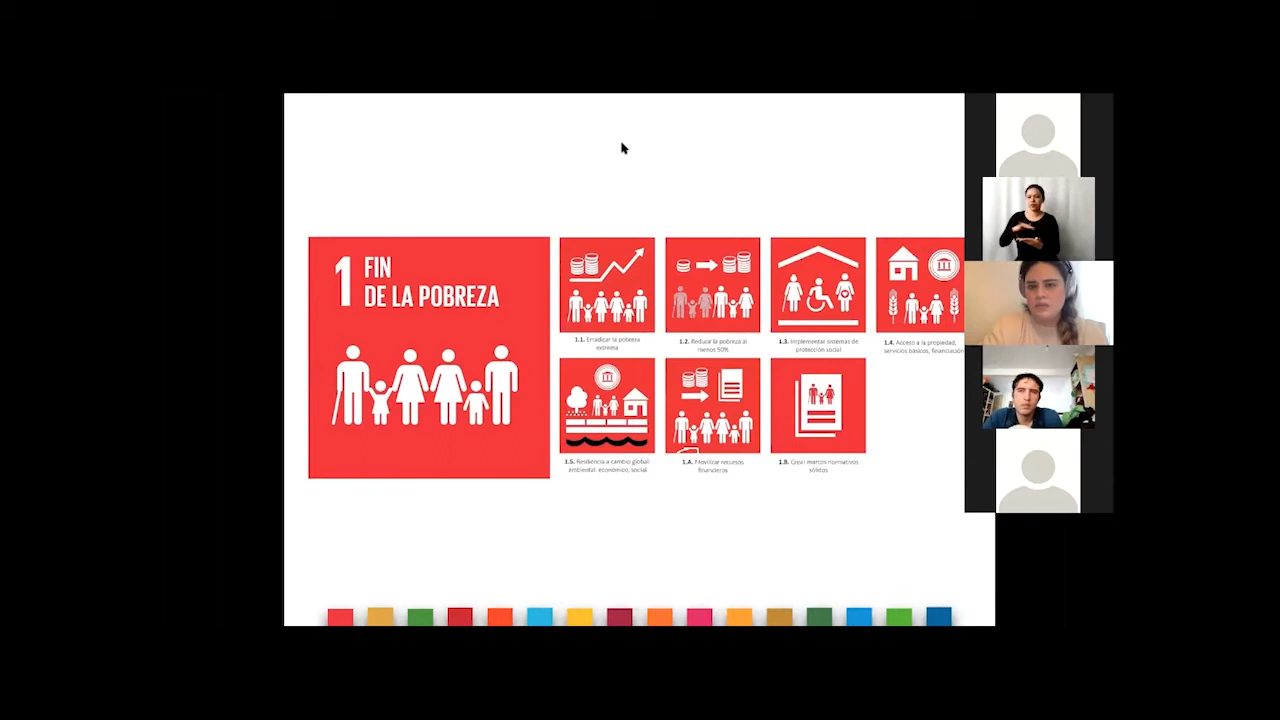 1 FIN
DE LA POBREZA
1.1. Erradicar la pobreza
extrema
1.2. Reducir la pobreza al
menos 50%
1.3. Implementar sistemas de
protección social
1.4. Acceso a la propiedad,
servicios básicos, financiación
1.5. Resiliencia a cambio global:
ambiental, económico, social
1.A. Movilizar recursos
financieros
1.B. Crear marcos normativos
sólidos